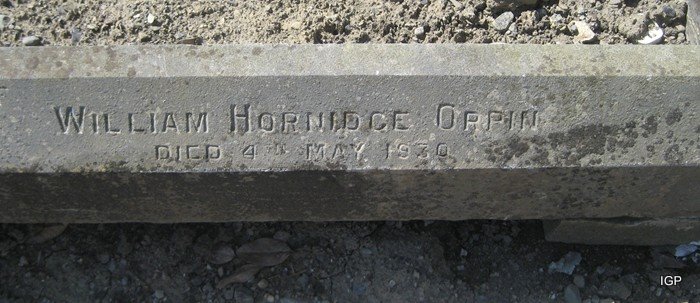 WILLIAM HORNIDGE ORPIN
DIED 4TH MAY 1930
IGP